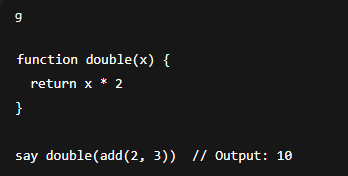 g
function double(x) {
  return x * 2
}
say double(add(2, 3))  // Output: 10